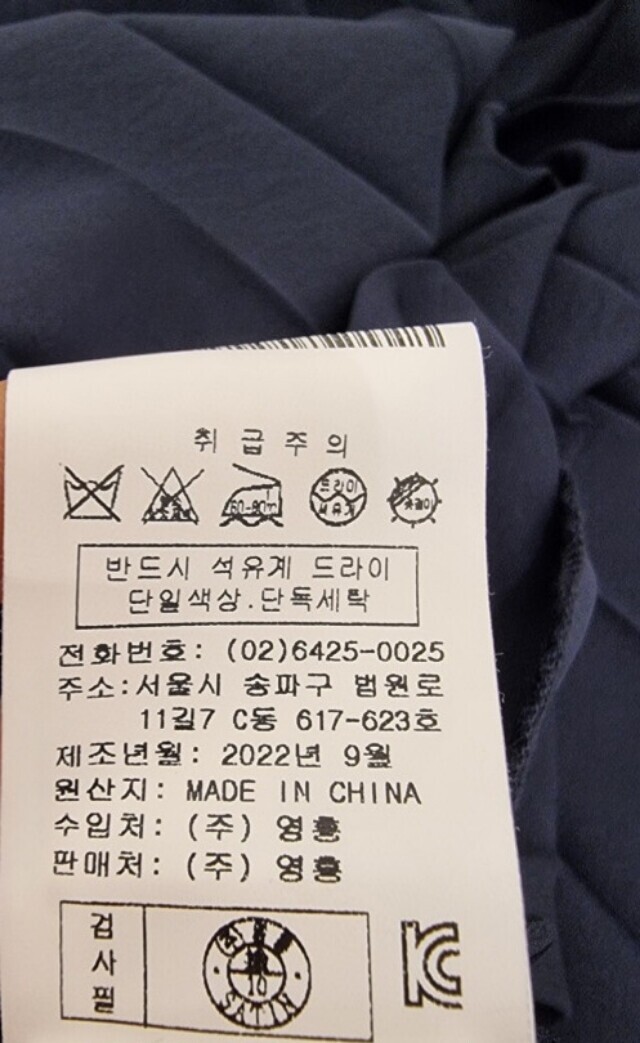 취급주의
드라이
반드시 석유계 드라이
단일색상.단독세탁
전화번호: (02)6425-0025
주소:서울시 송파구 법원로
11길7 C동 617-623호
제조년월: 2022년 9월
원산지: MADE IN CHINA
수입처: (주) 영흥
판매처: (주) 영흥
검사필
SATIN